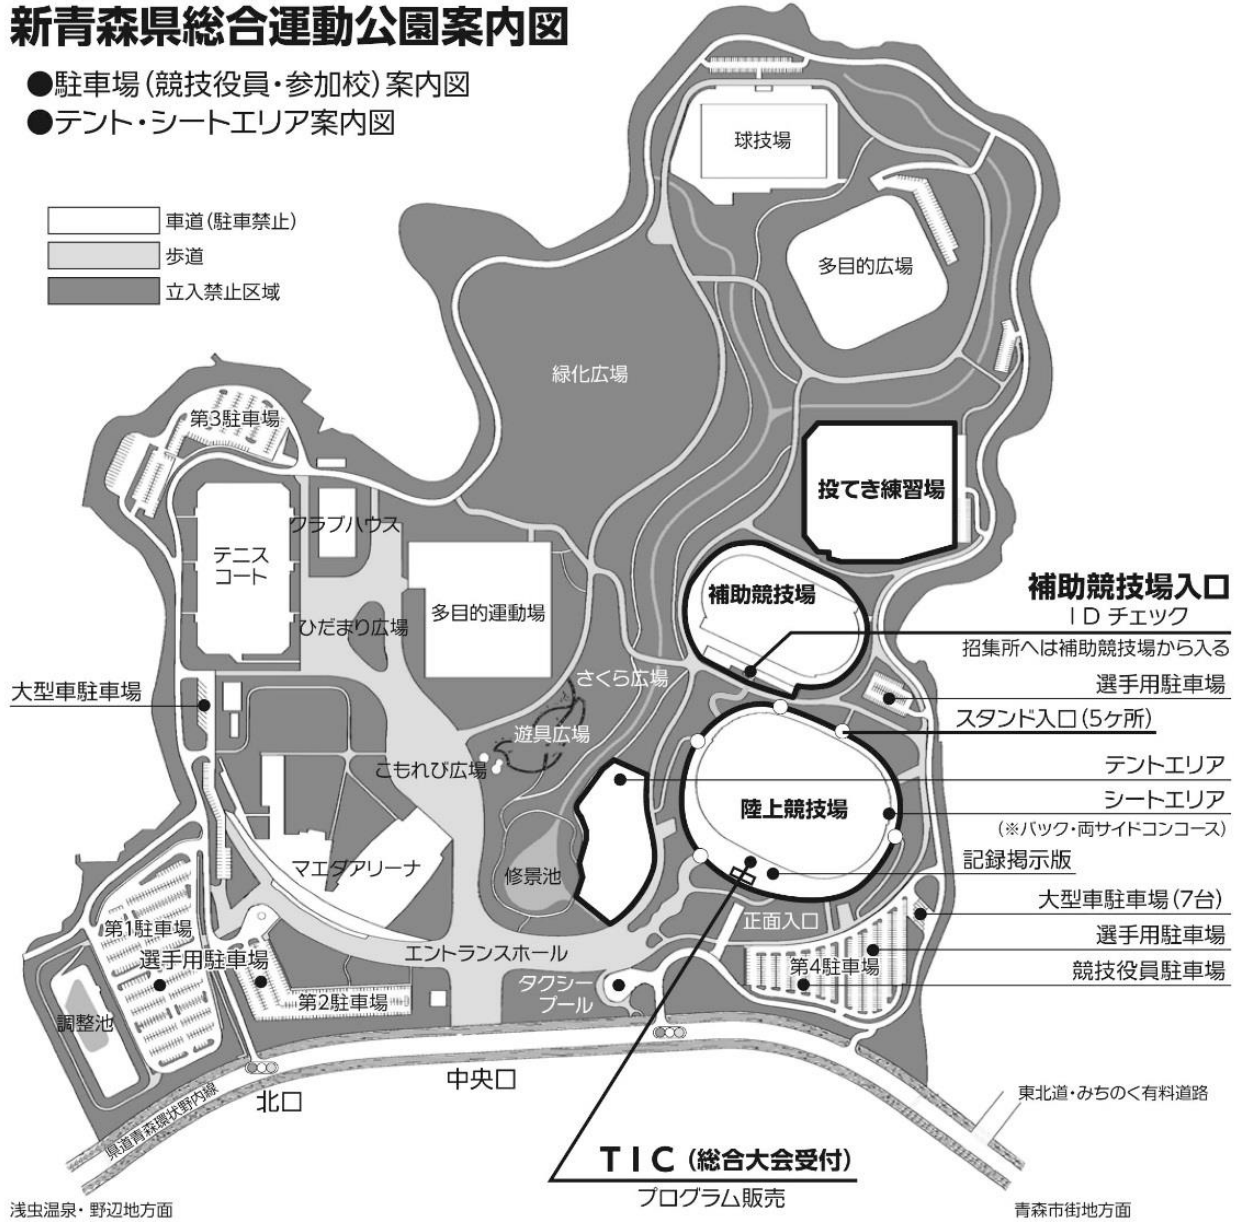 新青森県総合運動公園案内図
●駐車場(競技役員・参加校)案内図
●テント・シートエリア案内図
車道(駐車禁止)
歩道
立入禁止区域
球技場
多目的広場
緑化広場
第3駐車場
投てき練習場
クラブハウス
テニス
コート
補助競技場
多目的運動場
ひだまり広場
補助競技場入口
IDチェック
招集所へは補助競技場から入る
さくら広場
選手用駐車場
大型車駐車場
スタンド入口(5ヶ所)
遊具広場
こもれび広場
テントエリア
陸上競技場
シートエリア
(※バック・両サイドコンコース)
記録掲示版
マエダアリーナ
修景池
大型車駐車場(7台)
正面入口
第1駐車場
選手用駐車場
エントランスホール
選手用駐車場
第4駐車場
競技役員駐車場
タクシー
プール
第2駐車場
調整池
中央口
北口
県道青森環状野内線
東北道・みちのく有料道路
TIC(総合大会受付)
プログラム販売
浅虫温泉・野辺地方面
青森市街地方面